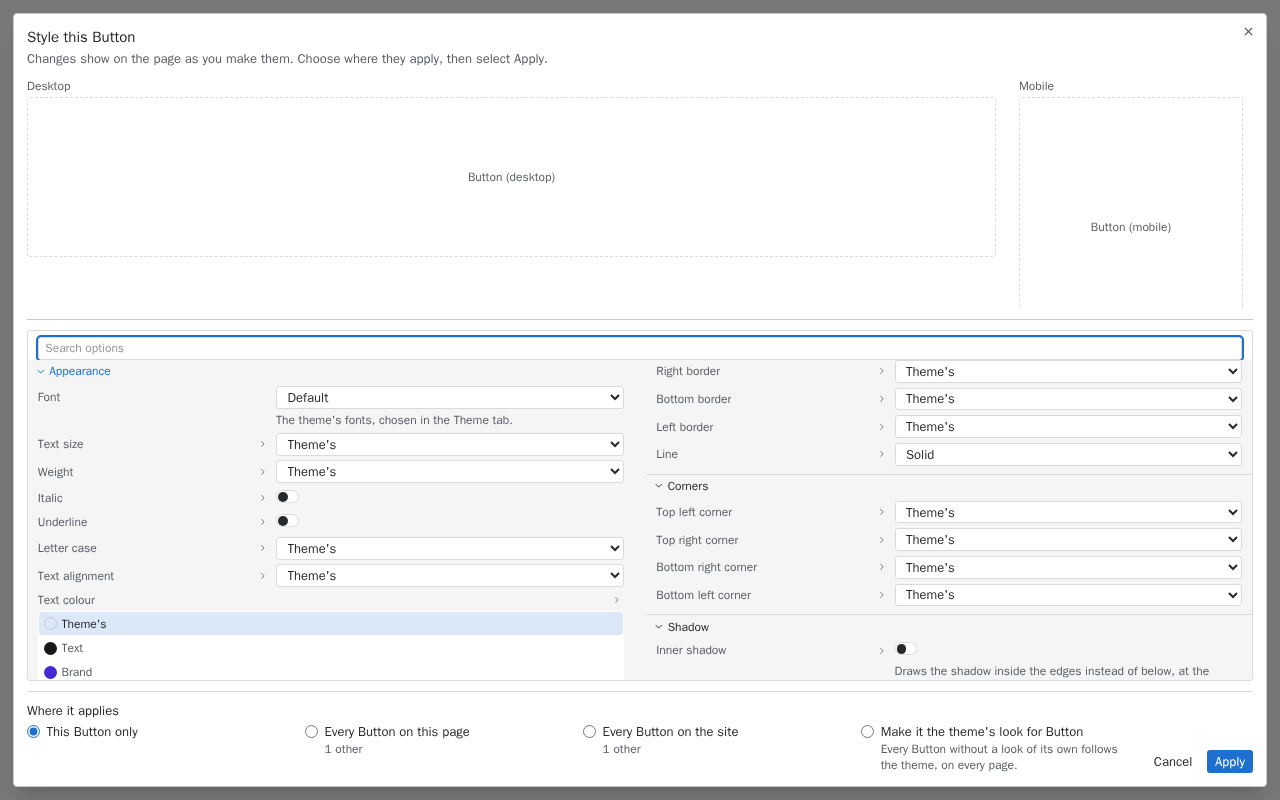 Style this Button
×
Changes show on the page as you make them. Choose where they apply, then select Apply.
Desktop
Mobile
Button (desktop)
Button (mobile)
Search options
Appearance
Font
Default
The theme's fonts, chosen in the Theme tab.
Text size
Theme's
Weight
Theme's
Italic
Underline
Letter case
Theme's
Text alignment
Theme's
Text colour
Theme's
Text
Brand
Right border
Theme's
Bottom border
Theme's
Left border
Theme's
Line
Solid
Corners
Top left corner
Theme's
Top right corner
Theme's
Bottom right corner
Theme's
Bottom left corner
Theme's
Shadow
Inner shadow
Draws the shadow inside the edges instead of below, at the
Where it applies
This Button only
Every Button on this page
1 other
Every Button on the site
1 other
Make it the theme's look for Button
Every Button without a look of its own follows
the theme, on every page.
Cancel
Apply